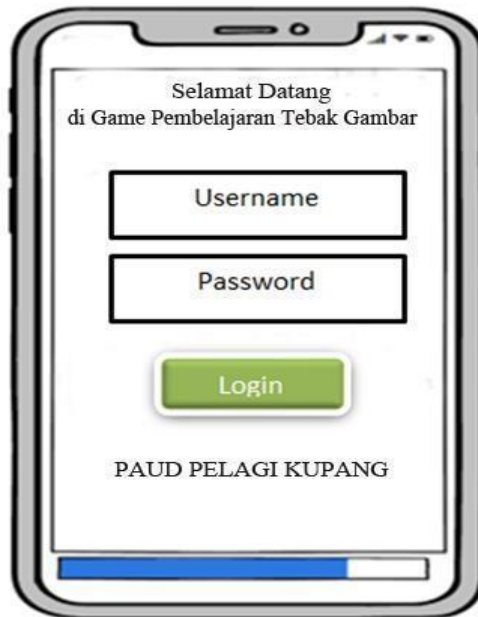 Selamat Datang
di Game Pembelajaran Tebak Gambar
Username
Password
Login
PAUD PELAGI KUPANG